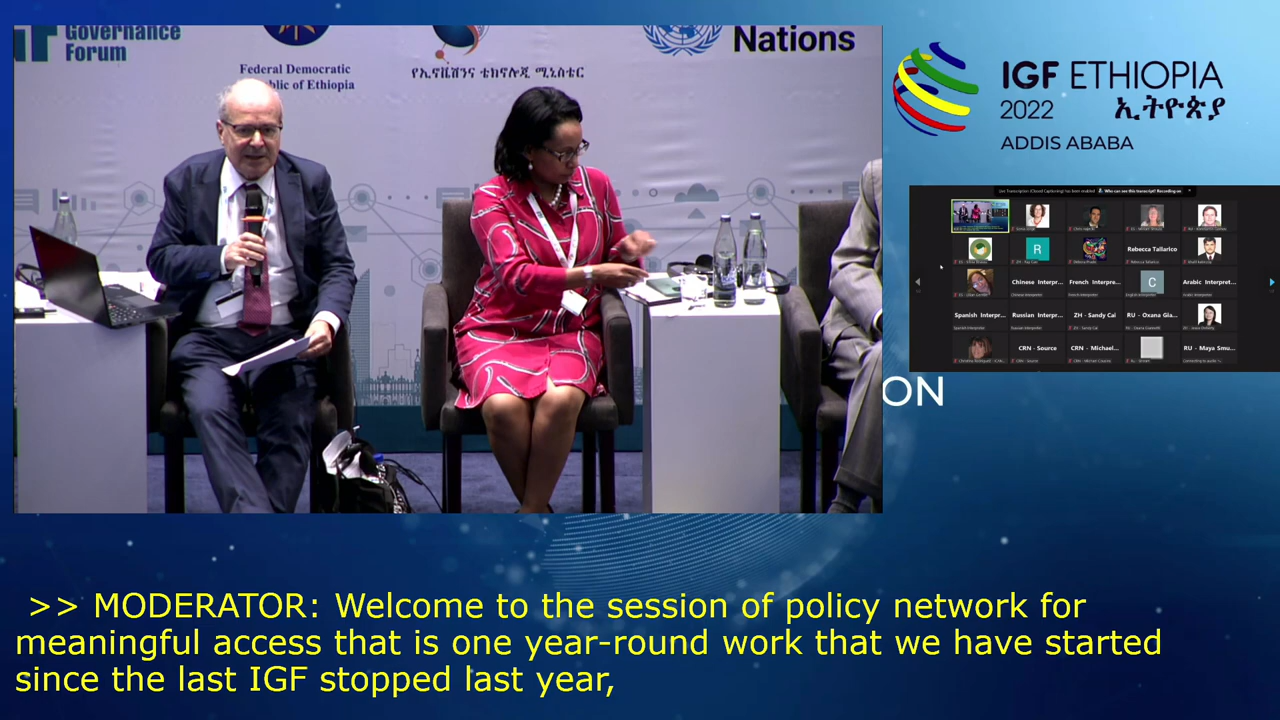 Governance
Forum
Federal Democratic
blic of Ethiopia
የኢኖቬሽንና ቴክኖሎጂ ሚኒስቴር
Nations
IGF ETHIOPIA
2022 ኢትዮጵያ
ADDIS ABABA
ON
Rebecca Tallarico
R
Chinese Interpr...
French Interpre...
C
Arabic Interpret...
Spanish Interpr...
Russian Interpr...
ZH - Sandy Cai
RU - Oxana Gla...
CRN - Source
CRN - Michael...
RU - Maya Smu...
>> MODERATOR: Welcome to the session of policy network for
meaningful access that is one year-round work that we have started
since the last IGF stopped last year,